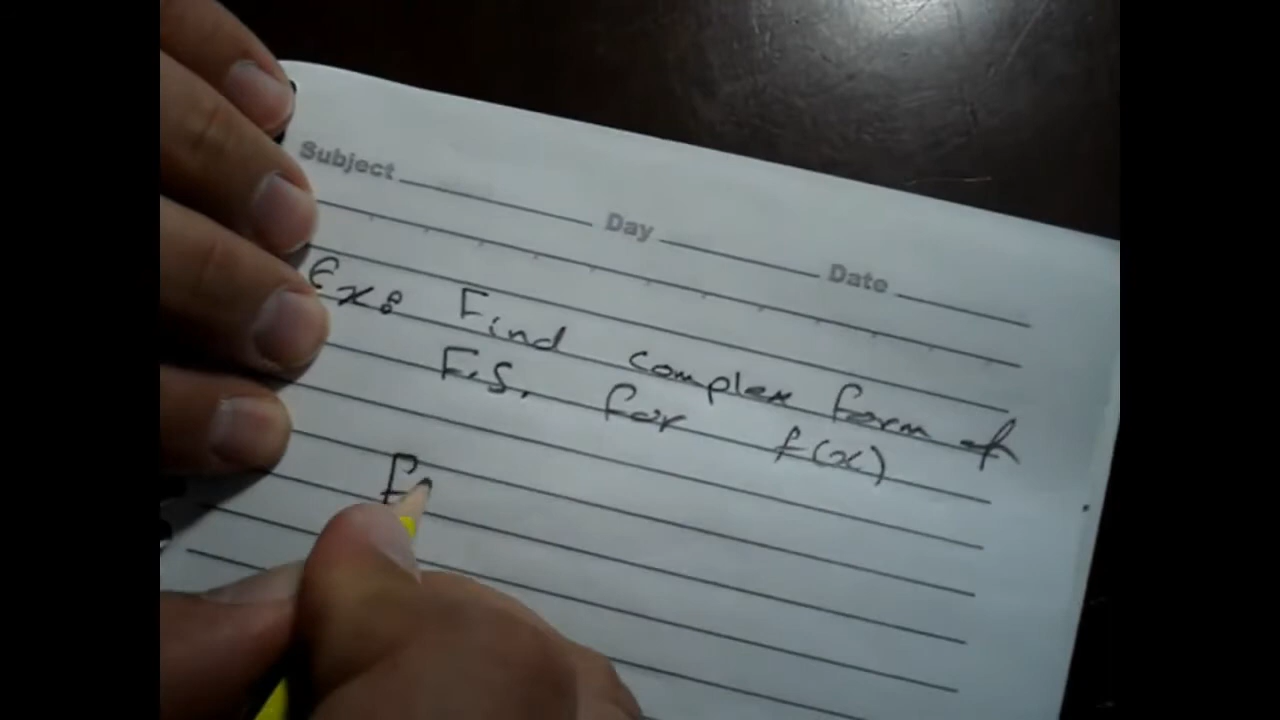 Subject Day Date
Ex: Find complex form of
F.S. for f(x)